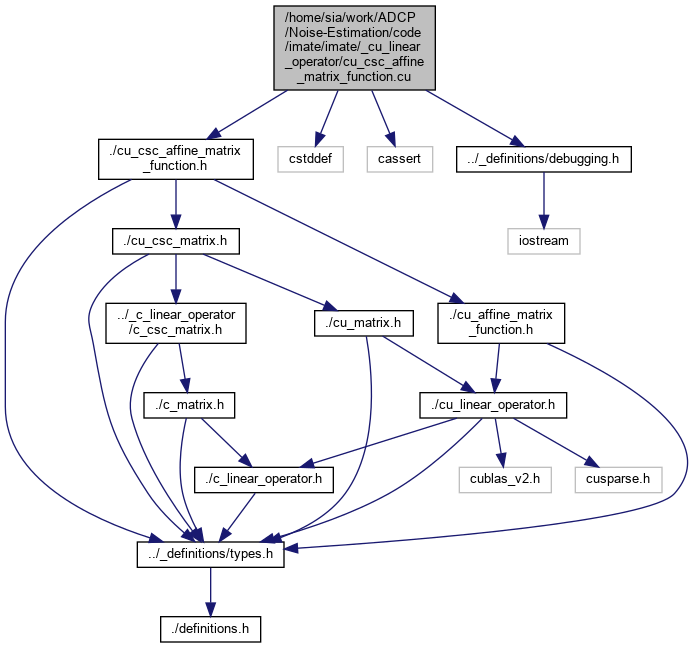 /home/sia/work/ADCP
/Noise-Estimation/code
/imate/imate/_cu_linear
_operator/cu_csc_affine
_matrix_function.cu
./cu_csc_affine_matrix
_function.h
cstddef
cassert
../_definitions/debugging.h
./cu_csc_matrix.h
iostream
../_c_linear_operator
/c_csc_matrix.h
./cu_matrix.h
./cu_affine_matrix
_function.h
./c_matrix.h
./cu_linear_operator.h
./c_linear_operator.h
cublas_v2.h
cusparse.h
../_definitions/types.h
./definitions.h